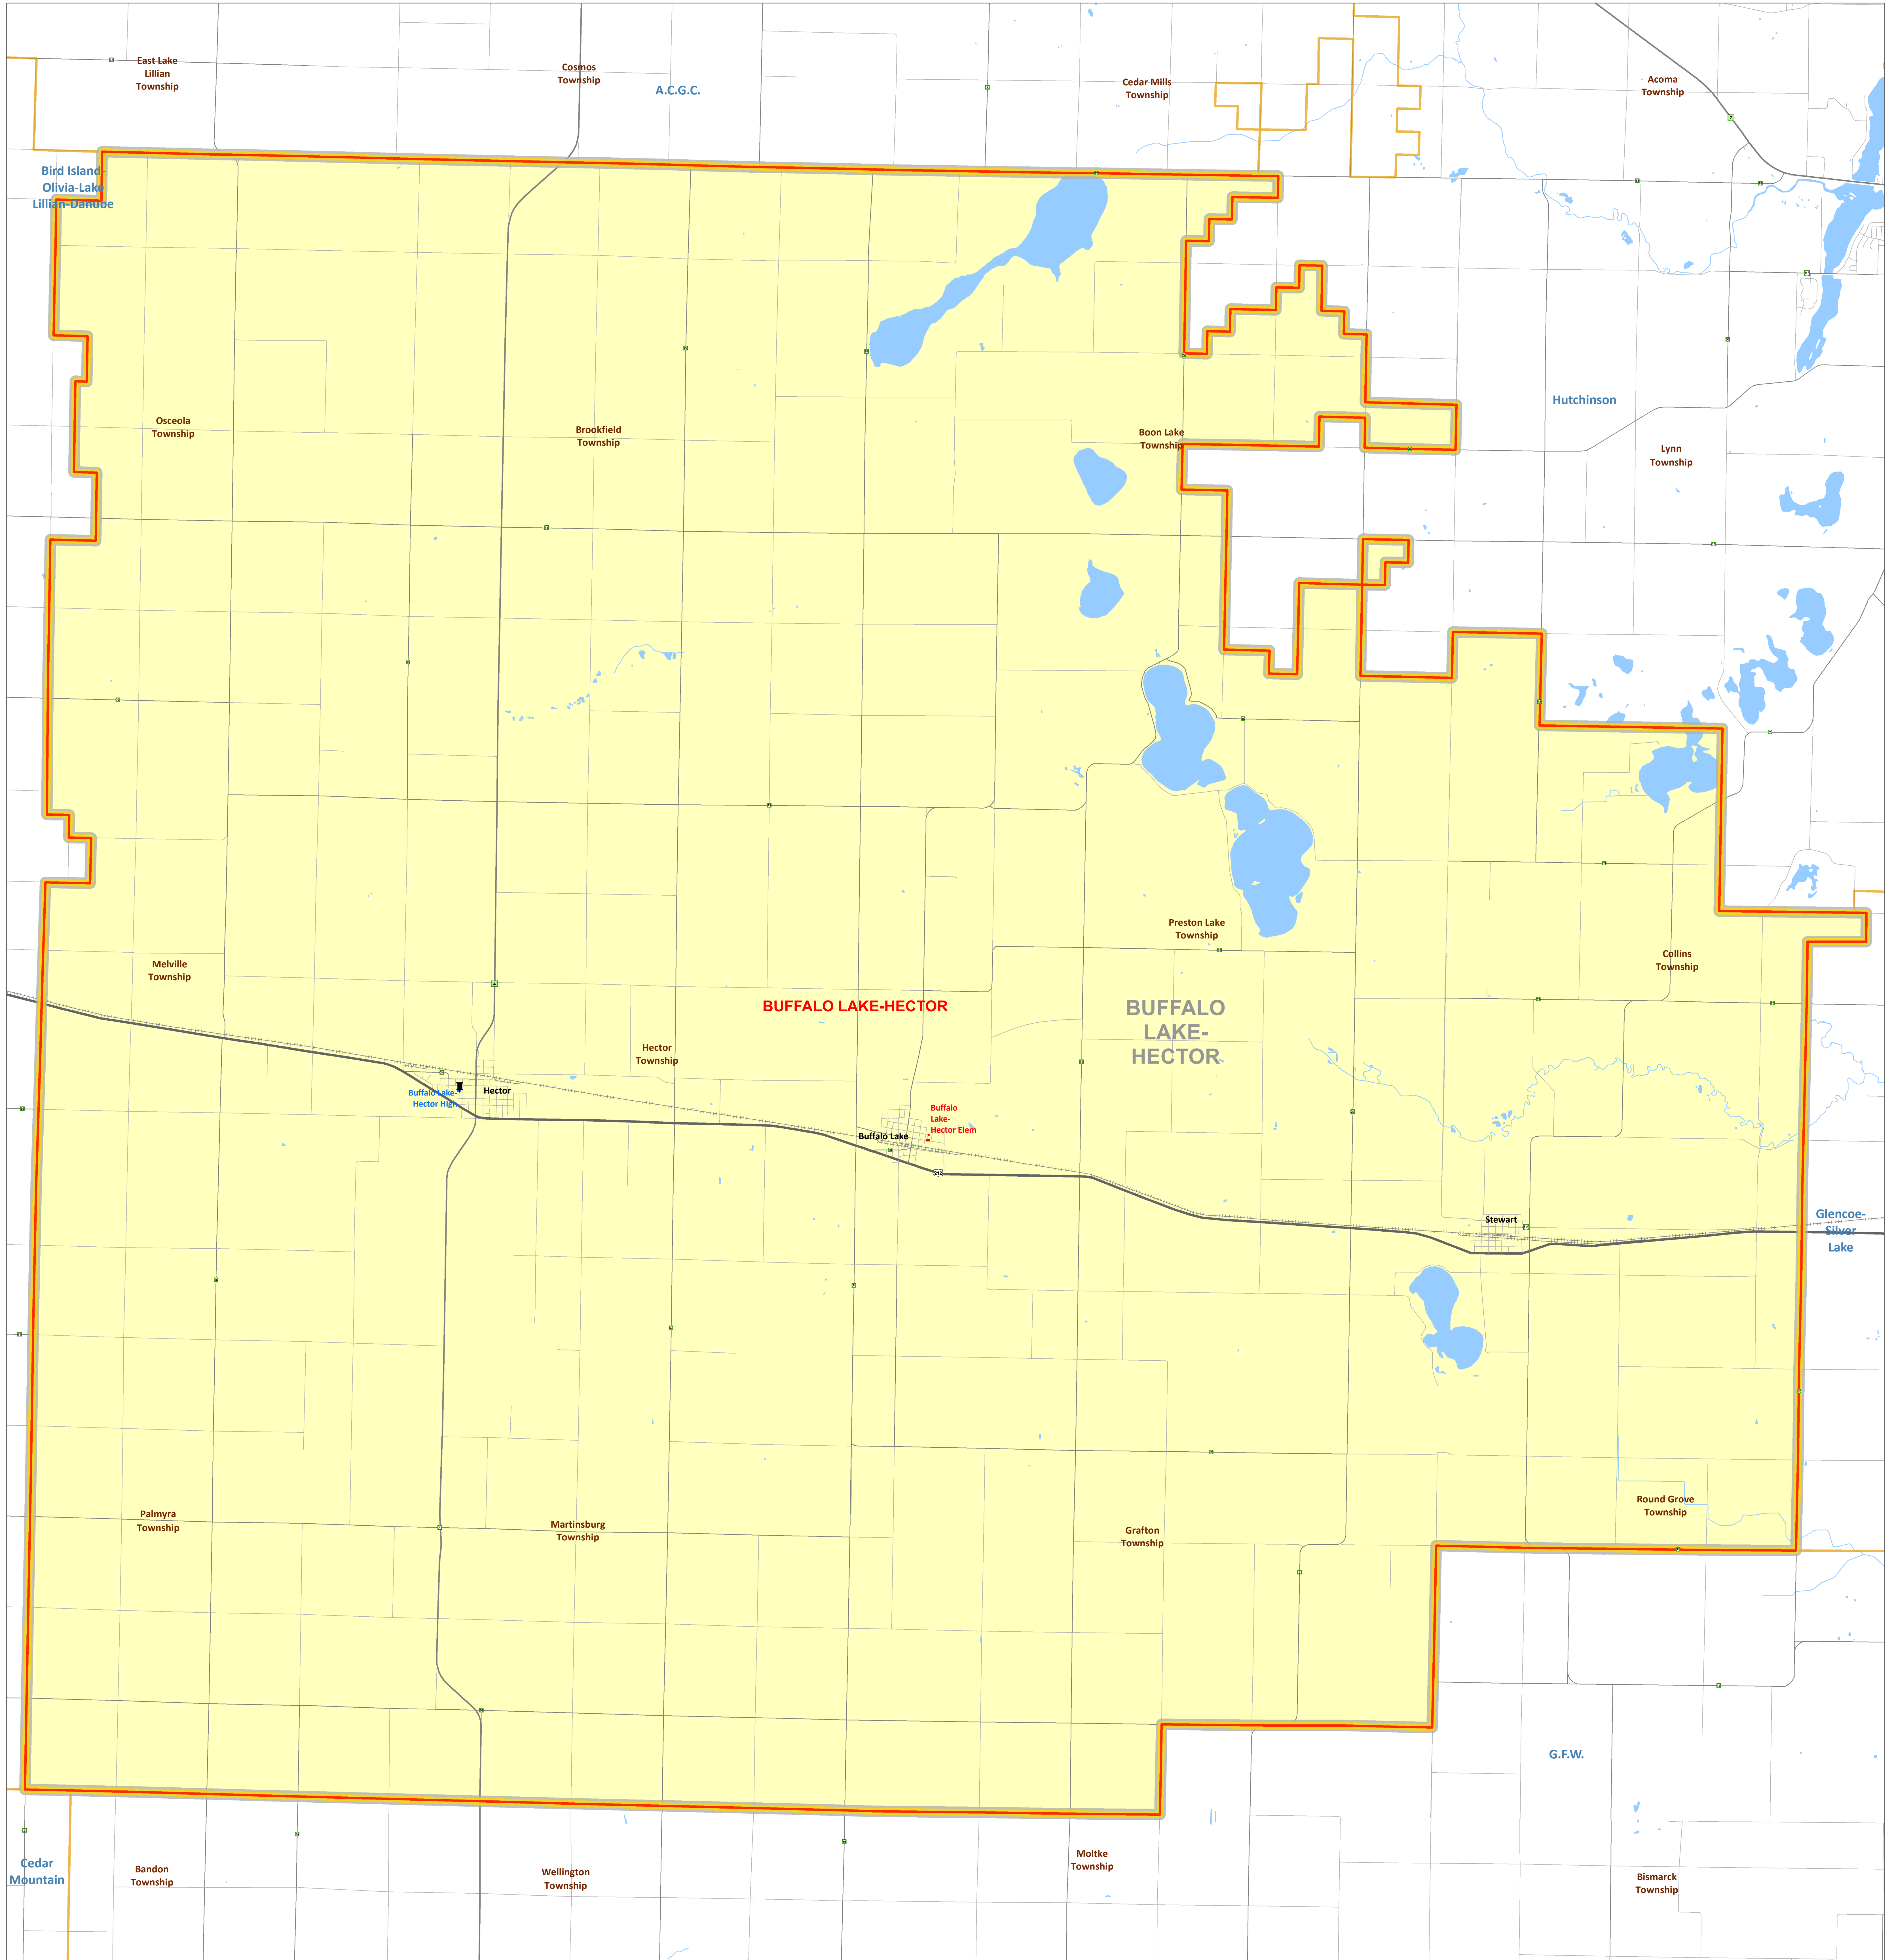 East Lake
Lillian
Township
Cosmos
Township
A.C.G.C.
Cedar Mills
Township
Acoma
Township
7
Bird Island-
Olivia-Lake
Lillian-Danube
Hutchinson
Osceola
Township
Brookfield
Township
Boon Lake
Township
Lynn
Township
Preston Lake
Township
Collins
Township
Melville
Township
BUFFALO LAKE-HECTOR
BUFFALO
LAKE-
HECTOR
Hector
Township
Buffalo Lake-
Hector High
Hector
Buffalo
Lake-
Hector Elem
Buffalo Lake
212
Stewart
Glencoe-
Silver
Lake
Palmyra
Township
Martinsburg
Township
Grafton
Township
Round Grove
Township
G.F.W.
Cedar
Mountain
Bandon
Township
Wellington
Township
Moltke
Township
Bismarck
Township